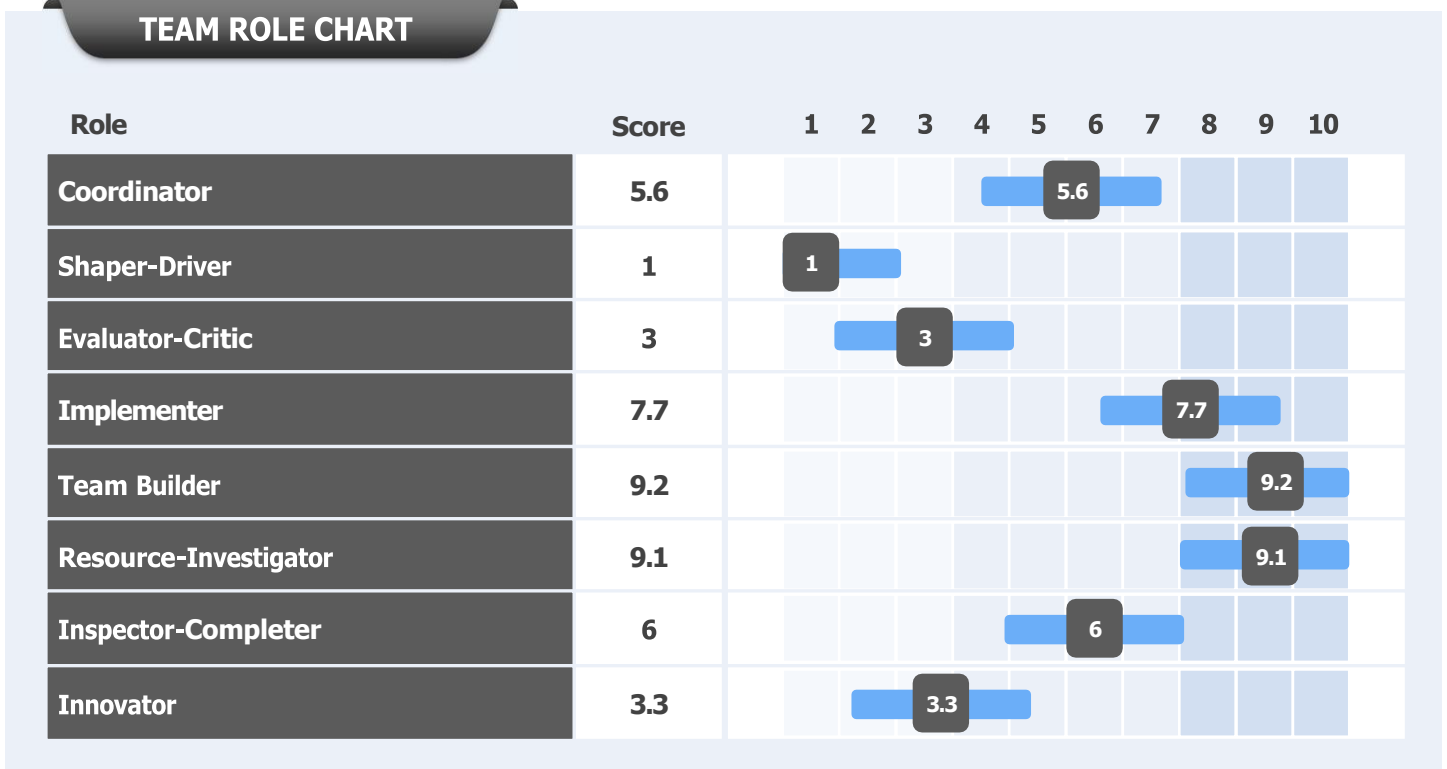 TEAM ROLE CHART
Role Score 1 2 3 4 5 6 7 8 9 10
Coordinator 5.6 5.6
Shaper-Driver 1 1
Evaluator-Critic 3 3
Implementer 7.7 7.7
Team Builder 9.2 9.2
Resource-Investigator 9.1 9.1
Inspector-Completer 6 6
Innovator 3.3 3.3